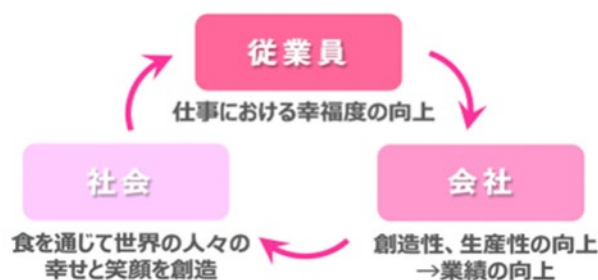 従業員
仕事における幸福度の向上
社会
食を通じて世界の人々の
幸せと笑顔を創造
会社
創造性、生産性の向上
→業績の向上